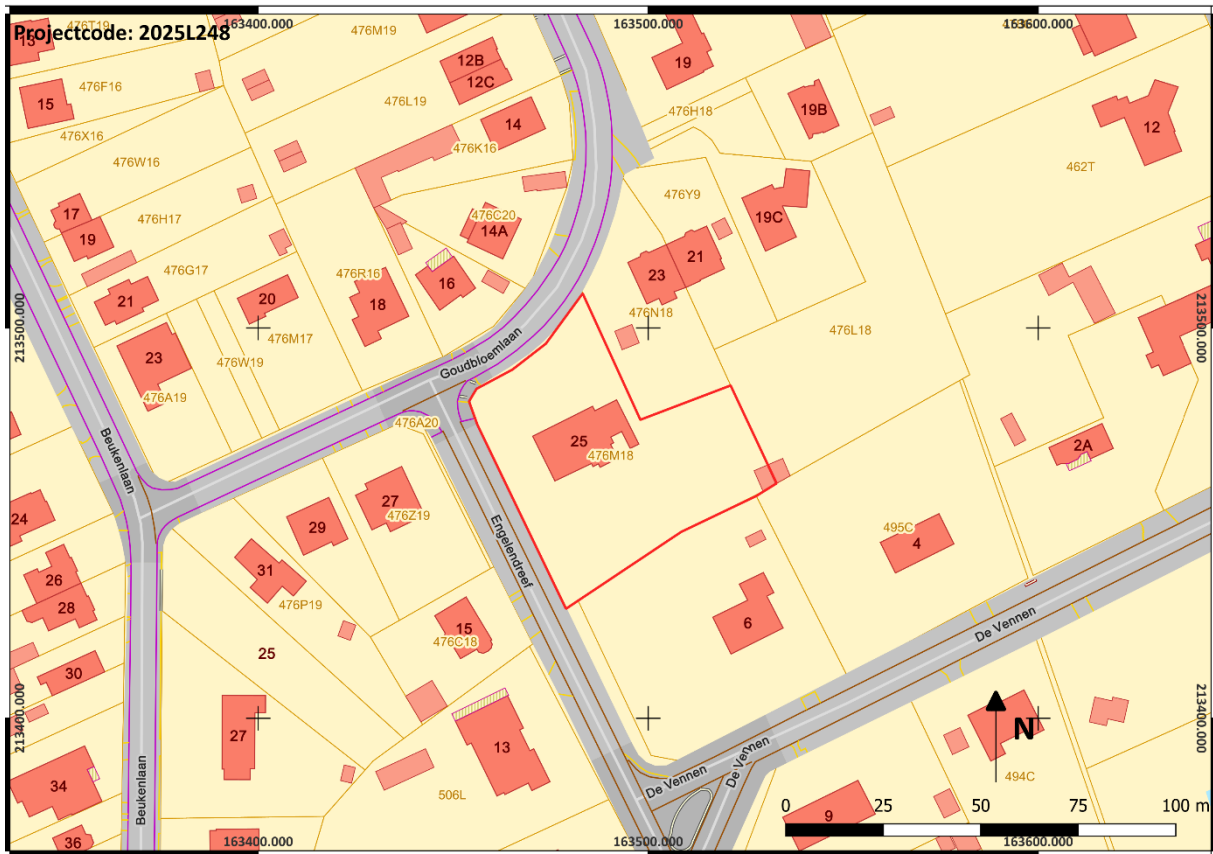 163400.000
163500.000
163600.000
Projectcode: 2025L248
476T19
13
476M19
12B
12C
19
476F16
15
476L19
476H18
19B
12
476X16
14
476K16
476W16
462T
476Y9
17
476H17
476C20
14A
19C
19
476G17
476R16
23
21
21
20
18
16
476N18
213500.000
213500.000
476M17
476L18
23
476W19
Goudbloemlaan
476A19
476A20
25
476M18
2A
Beukenlaan
27
476Z19
24
29
Engelendreef
495C
4
31
26
476P19
28
15
476C18
6
De Vennen
25
30
213400.000
213400.000
27
13
N
De Vennen
De Vennen
494C
34
Beukenlaan
506L
0
25
50
75
100 m
9
36
163400.000
163500.000
163600.000